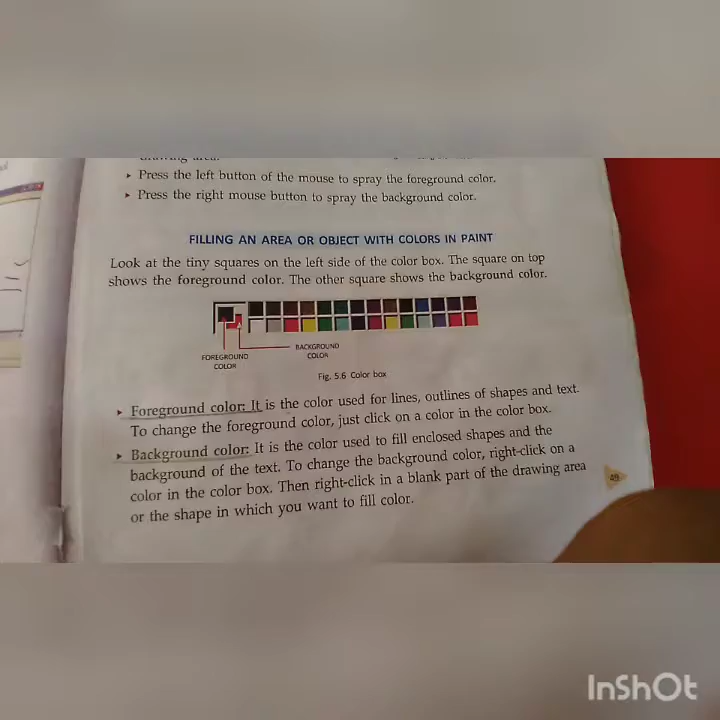 drawing area.
▸ Press the left button of the mouse to spray the foreground color.
▸ Press the right mouse button to spray the background color.
FILLING AN AREA OR OBJECT WITH COLORS IN PAINT
Look at the tiny squares on the left side of the color box. The square on top
shows the foreground color. The other square shows the background color.
FOREGROUND
COLOR
BACKGROUND
COLOR
Fig. 5.6 Color box
▸ Foreground color: It is the color used for lines, outlines of shapes and text.
To change the foreground color, just click on a color in the color box.
▸ Background color: It is the color used to fill enclosed shapes and the
background of the text. To change the background color, right-click on a
color in the color box. Then right-click in a blank part of the drawing area
or the shape in which you want to fill color.
49
InShOt